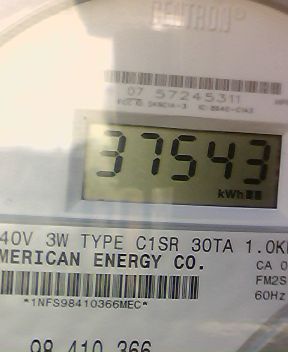 CENTRON®
07 57245311
37543
kWh
40V 3W TYPE C1SR 30TA 1.0K
MERICAN ENERGY CO.
CA 0
FM2S
60Hz
*1NFS98410366MEC*
98 410 366